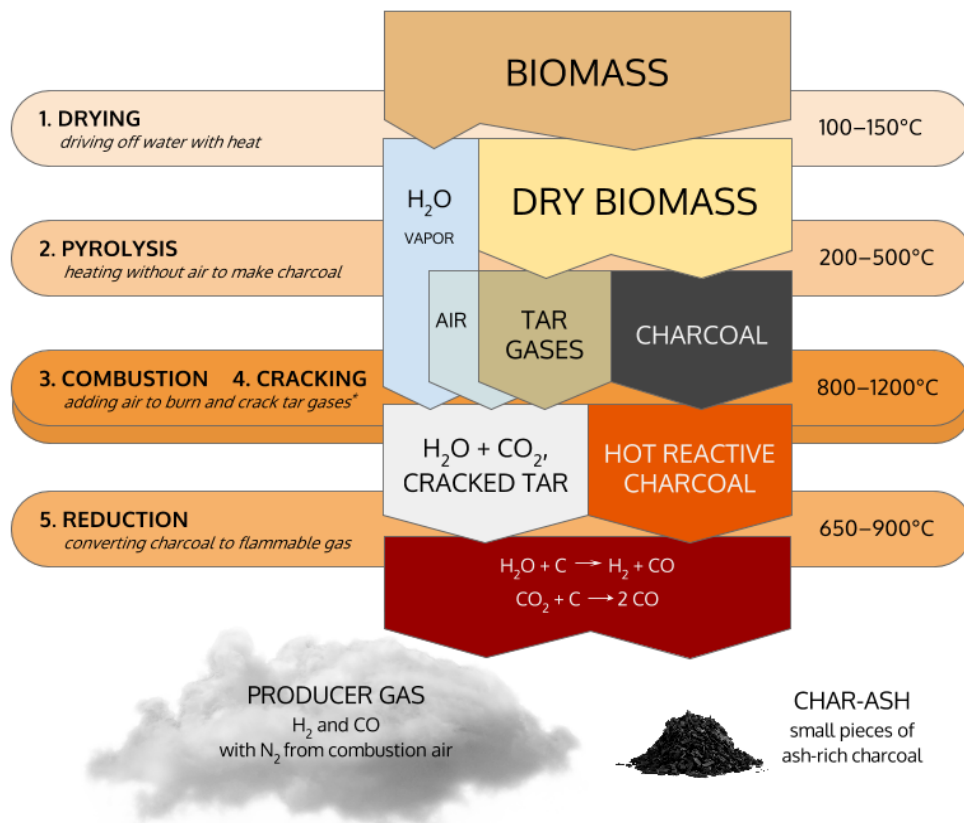 BIOMASS
1. DRYING
driving off water with heat
100–150°C
H₂O
VAPOR
DRY BIOMASS
2. PYROLYSIS
heating without air to make charcoal
200–500°C
AIR
TAR
GASES
CHARCOAL
3. COMBUSTION 4. CRACKING
adding air to burn and crack tar gases*
800–1200°C
H₂O + CO₂,
CRACKED TAR
HOT REACTIVE
CHARCOAL
5. REDUCTION
converting charcoal to flammable gas
650–900°C
H₂O + C → H₂ + CO
CO₂ + C → 2 CO
PRODUCER GAS
H₂ and CO
with N₂ from combustion air
CHAR-ASH
small pieces of
ash-rich charcoal